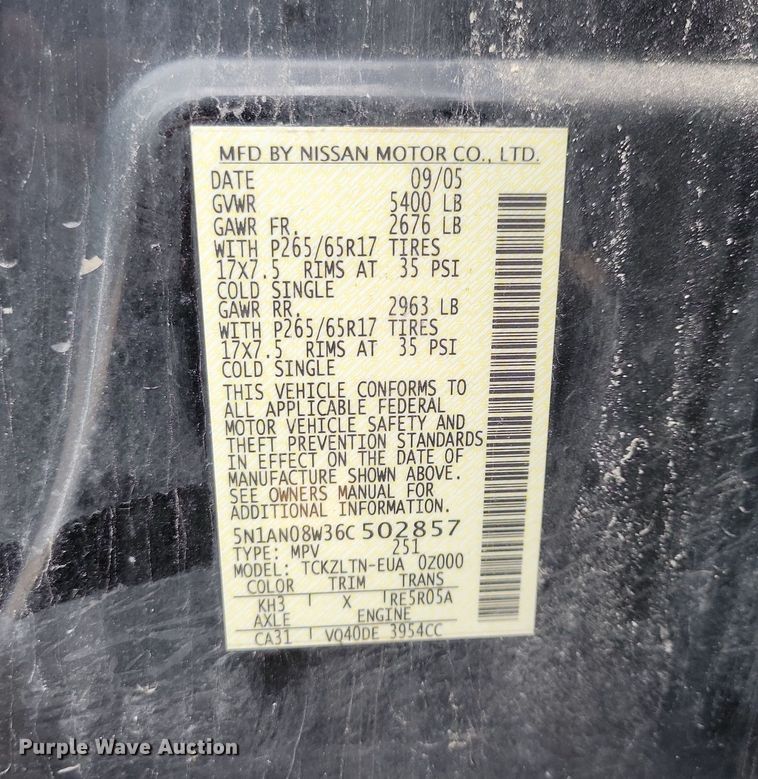 MFD BY NISSAN MOTOR CO., LTD.
DATE 09/05
GVWR 5400 LB
GAWR FR. 2676 LB
WITH P265/65R17 TIRES
17X7.5 RIMS AT 35 PSI
COLD SINGLE
GAWR RR. 2963 LB
WITH P265/65R17 TIRES
17X7.5 RIMS AT 35 PSI
COLD SINGLE
THIS VEHICLE CONFORMS TO
ALL APPLICABLE FEDERAL
MOTOR VEHICLE SAFETY AND
THEFT PREVENTION STANDARDS
IN EFFECT ON THE DATE OF
MANUFACTURE SHOWN ABOVE.
SEE OWNERS MANUAL FOR
ADDITIONAL INFORMATION.
5N1AN08W36C 502857
TYPE: MPV 251
MODEL: TCKZLTN-EUA 0Z000
COLOR TRIM TRANS
KH3 X RE5R05A
AXLE ENGINE
CA31 VQ40DE 3954CC
Purple Wave Auction